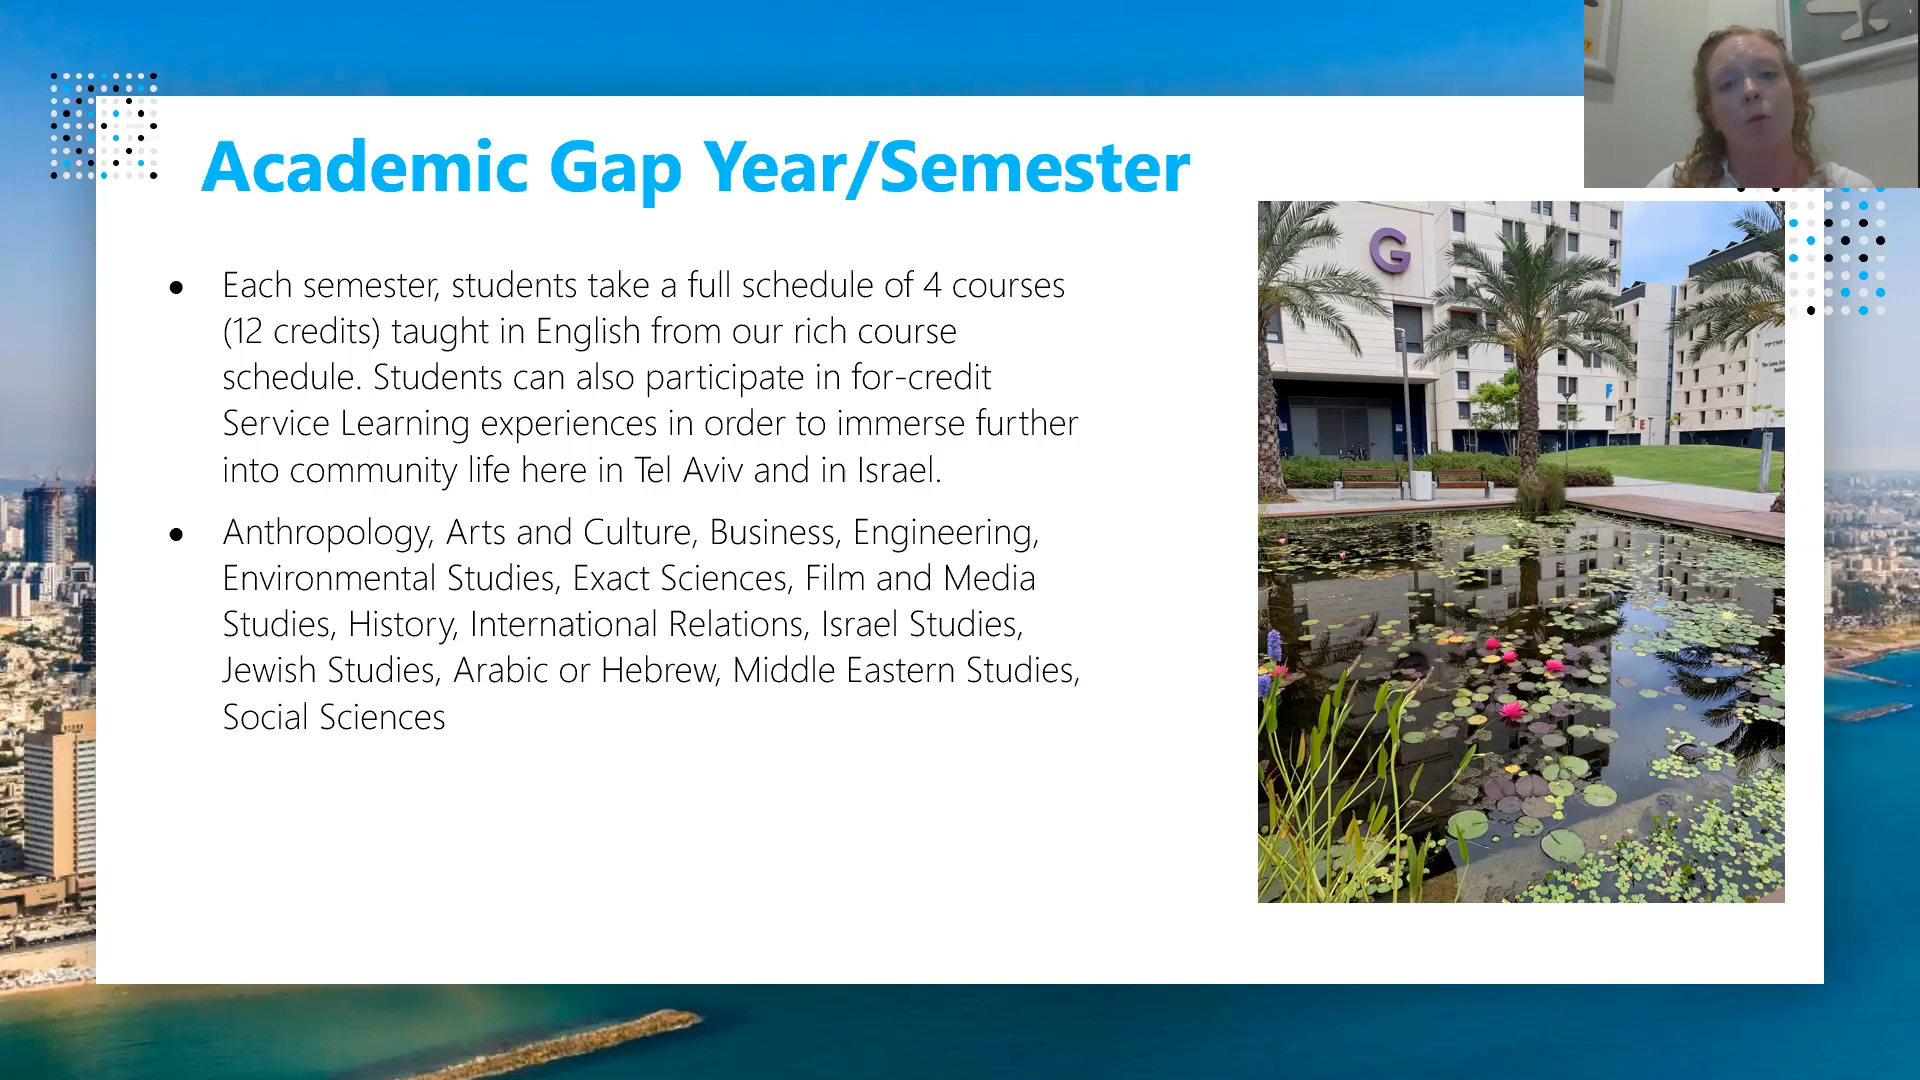 Academic Gap Year/Semester
● Each semester, students take a full schedule of 4 courses
(12 credits) taught in English from our rich course
schedule. Students can also participate in for-credit
Service Learning experiences in order to immerse further
into community life here in Tel Aviv and in Israel.
● Anthropology, Arts and Culture, Business, Engineering,
Environmental Studies, Exact Sciences, Film and Media
Studies, History, International Relations, Israel Studies,
Jewish Studies, Arabic or Hebrew, Middle Eastern Studies,
Social Sciences
G
F
E